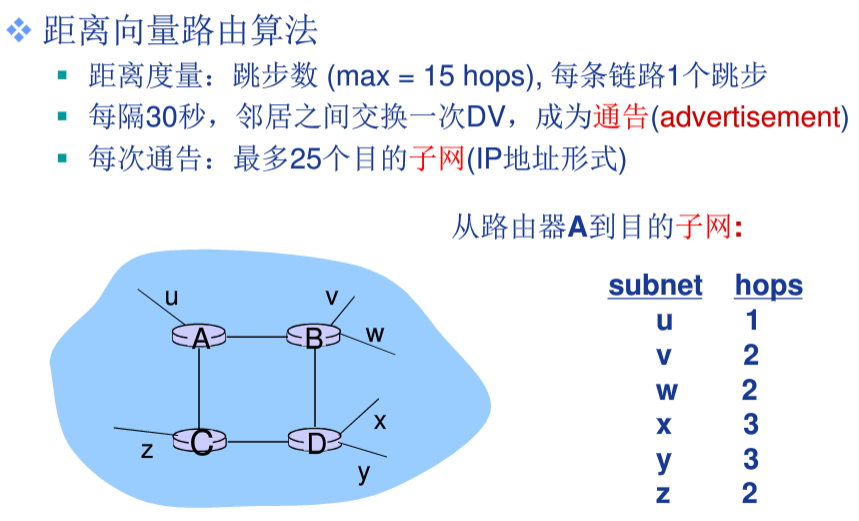 距离向量路由算法
距离度量：跳步数 (max = 15 hops), 每条链路1个跳步
每隔30秒，邻居之间交换一次DV，成为通告(advertisement)
每次通告：最多25个目的子网(IP地址形式)
从路由器A到目的子网:
subnet hops
u 1
v 2
w 2
x 3
y 3
z 2
u v
A B w
z C D x
y